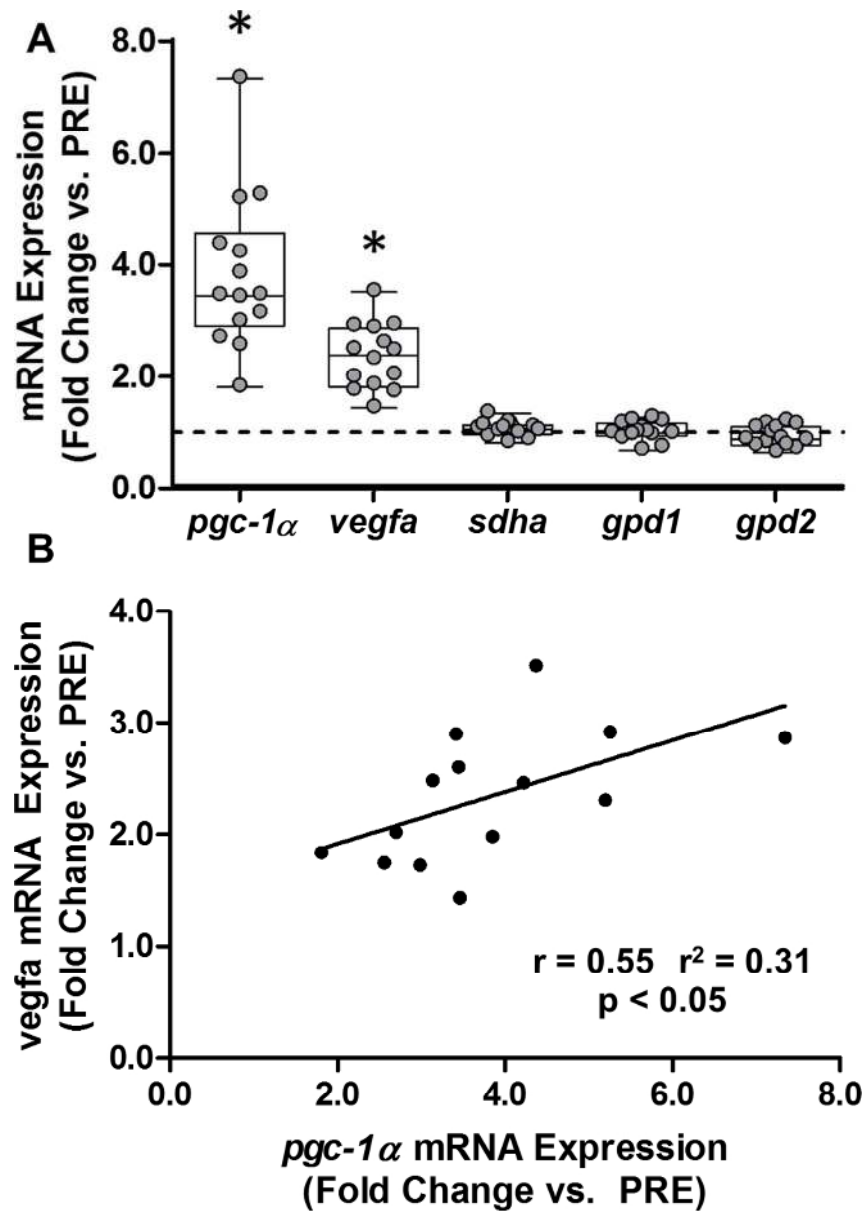 A
mRNA Expression
(Fold Change vs. PRE)
8.0
6.0
4.0
2.0
0.0
*
*
pgc-1α vegfa sdha gpd1 gpd2
B
vegfa mRNA Expression
(Fold Change vs. PRE)
4.0
3.0
2.0
1.0
0.0
r = 0.55 r² = 0.31
p < 0.05
0.0 2.0 4.0 6.0 8.0
pgc-1α mRNA Expression
(Fold Change vs. PRE)